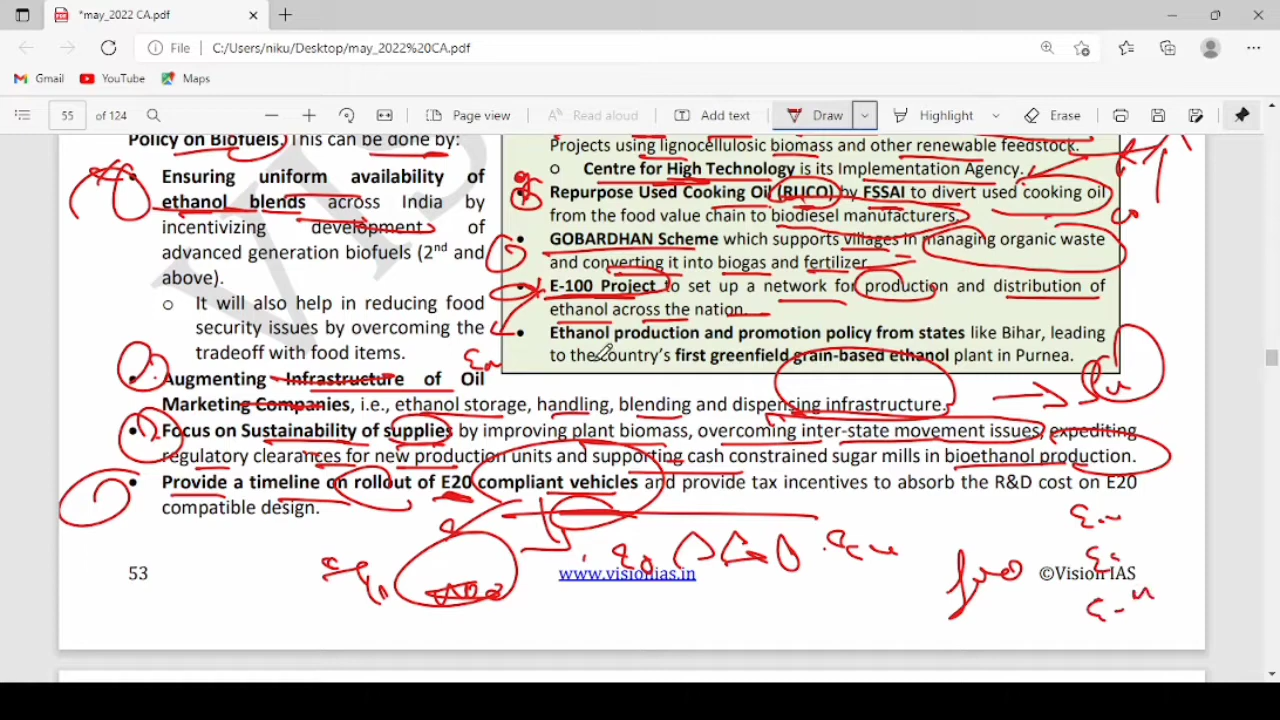 *may_2022 CA.pdf
File
C:/Users/niku/Desktop/may_2022%20CA.pdf
Gmail
YouTube
Maps
55 of 124
Page view
Read aloud
Add text
Draw
Highlight
Erase
Policy on Biofuels. This can be done by:
• Ensuring uniform availability of
ethanol blends across India by
incentivizing development of
advanced generation biofuels (2nd and
above).
o It will also help in reducing food
security issues by overcoming the
tradeoff with food items.
Projects using lignocellulosic biomass and other renewable feedstock.
o Centre for High Technology is its Implementation Agency.
• Repurpose Used Cooking Oil (RUCO) by FSSAI to divert used cooking oil
from the food value chain to biodiesel manufacturers.
• GOBARDHAN Scheme which supports villages in managing organic waste
and converting it into biogas and fertilizer.
• E-100 Project to set up a network for production and distribution of
ethanol across the nation.
• Ethanol production and promotion policy from states like Bihar, leading
to the country's first greenfield grain-based ethanol plant in Purnea.
• Augmenting Infrastructure of Oil
Marketing Companies, i.e., ethanol storage, handling, blending and dispensing infrastructure.
• Focus on Sustainability of supplies by improving plant biomass, overcoming inter-state movement issues, expediting
regulatory clearances for new production units and supporting cash constrained sugar mills in bioethanol production.
• Provide a timeline on rollout of E20 compliant vehicles and provide tax incentives to absorb the R&D cost on E20
compatible design.
53
www.visionias.in
©Vision IAS